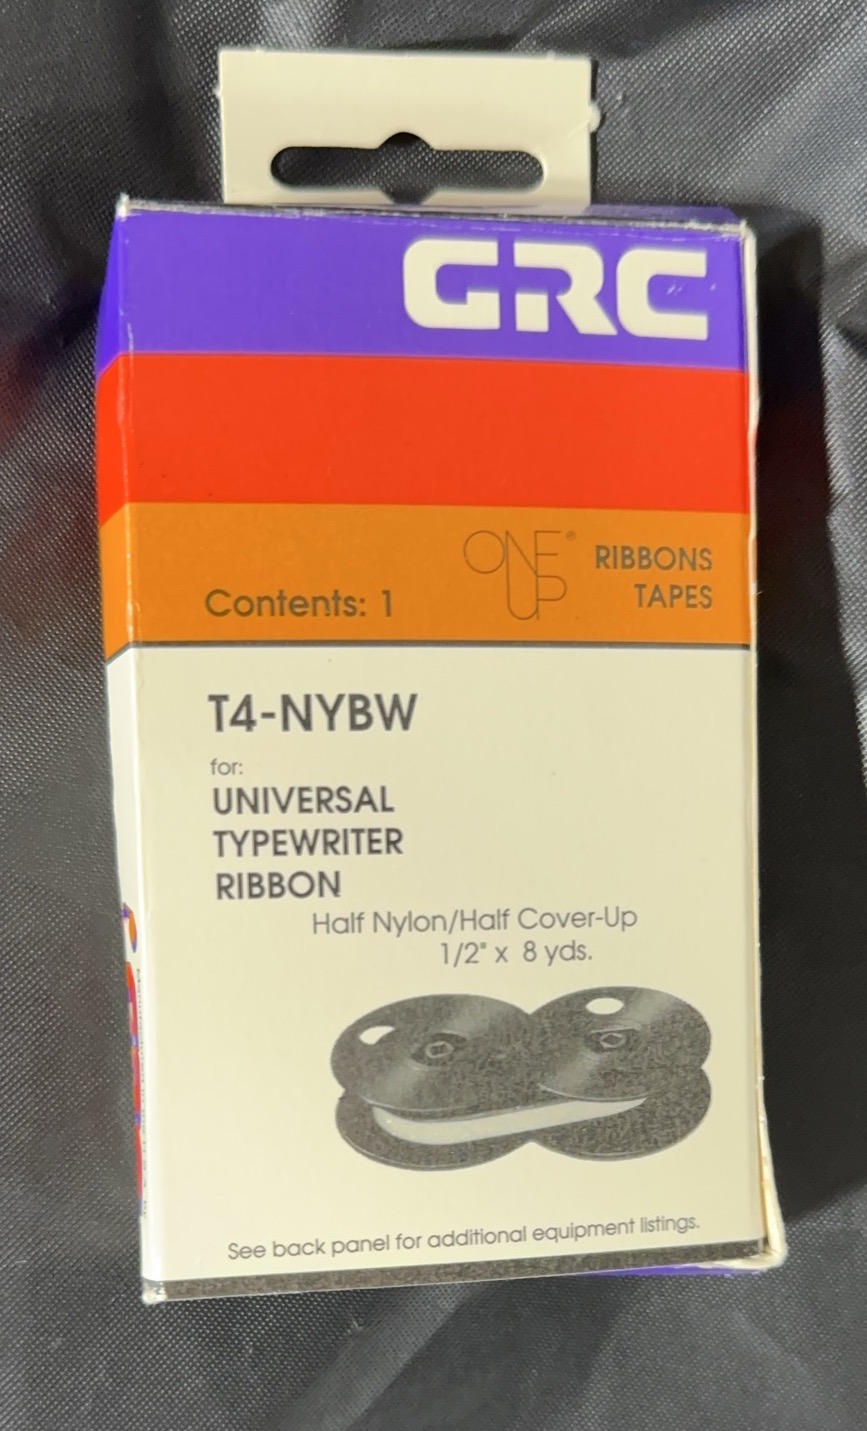 GRC
ONE UP® RIBBONS
TAPES
Contents: 1
T4-NYBW
for:
UNIVERSAL
TYPEWRITER
RIBBON
Half Nylon/Half Cover-Up
1/2" x 8 yds.
See back panel for additional equipment listings.